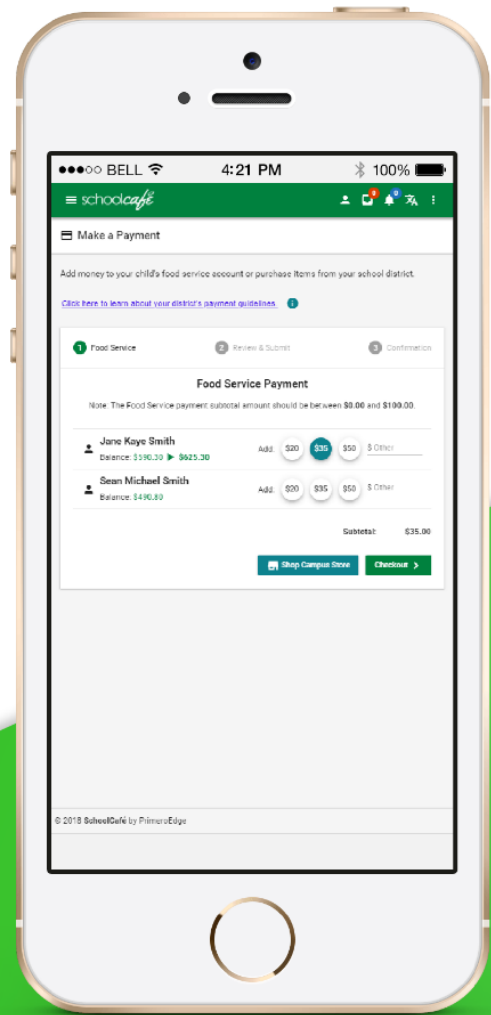 BELL 4:21 PM 100%
schoolcafé
Make a Payment
Add money to your child's food service account or purchase items from your school district.
Click here to learn about your district's payment guidelines.
1 Food Service 2 Review & Submit 3 Confirmation
Food Service Payment
Note: The Food Service payment subtotal amount should be between $0.00 and $100.00.
Jane Kaye Smith
Balance: $590.30 ▶ $625.30
Add: $20 $35 $50 $ Other
Sean Michael Smith
Balance: $490.80
Add: $20 $35 $50 $ Other
Subtotal: $35.00
Shop Campus Store Checkout >
© 2018 SchoolCafé by PrimeroEdge